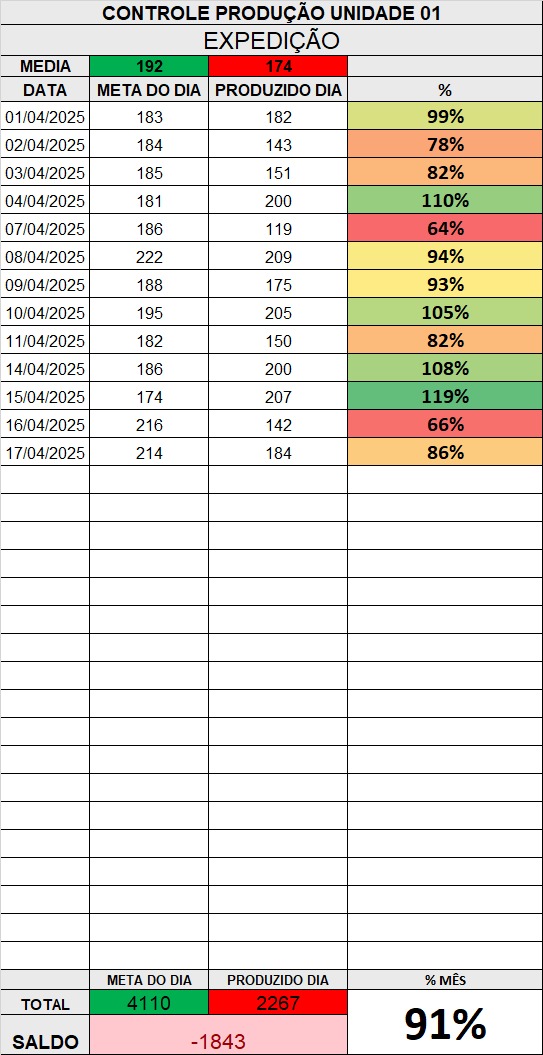 CONTROLE PRODUÇÃO UNIDADE 01
EXPEDIÇÃO
MEDIA 192 174
DATA META DO DIA PRODUZIDO DIA %
01/04/2025 183 182 99%
02/04/2025 184 143 78%
03/04/2025 185 151 82%
04/04/2025 181 200 110%
07/04/2025 186 119 64%
08/04/2025 222 209 94%
09/04/2025 188 175 93%
10/04/2025 195 205 105%
11/04/2025 182 150 82%
14/04/2025 186 200 108%
15/04/2025 174 207 119%
16/04/2025 216 142 66%
17/04/2025 214 184 86%
META DO DIA PRODUZIDO DIA % MÊS
TOTAL 4110 2267 91%
SALDO -1843